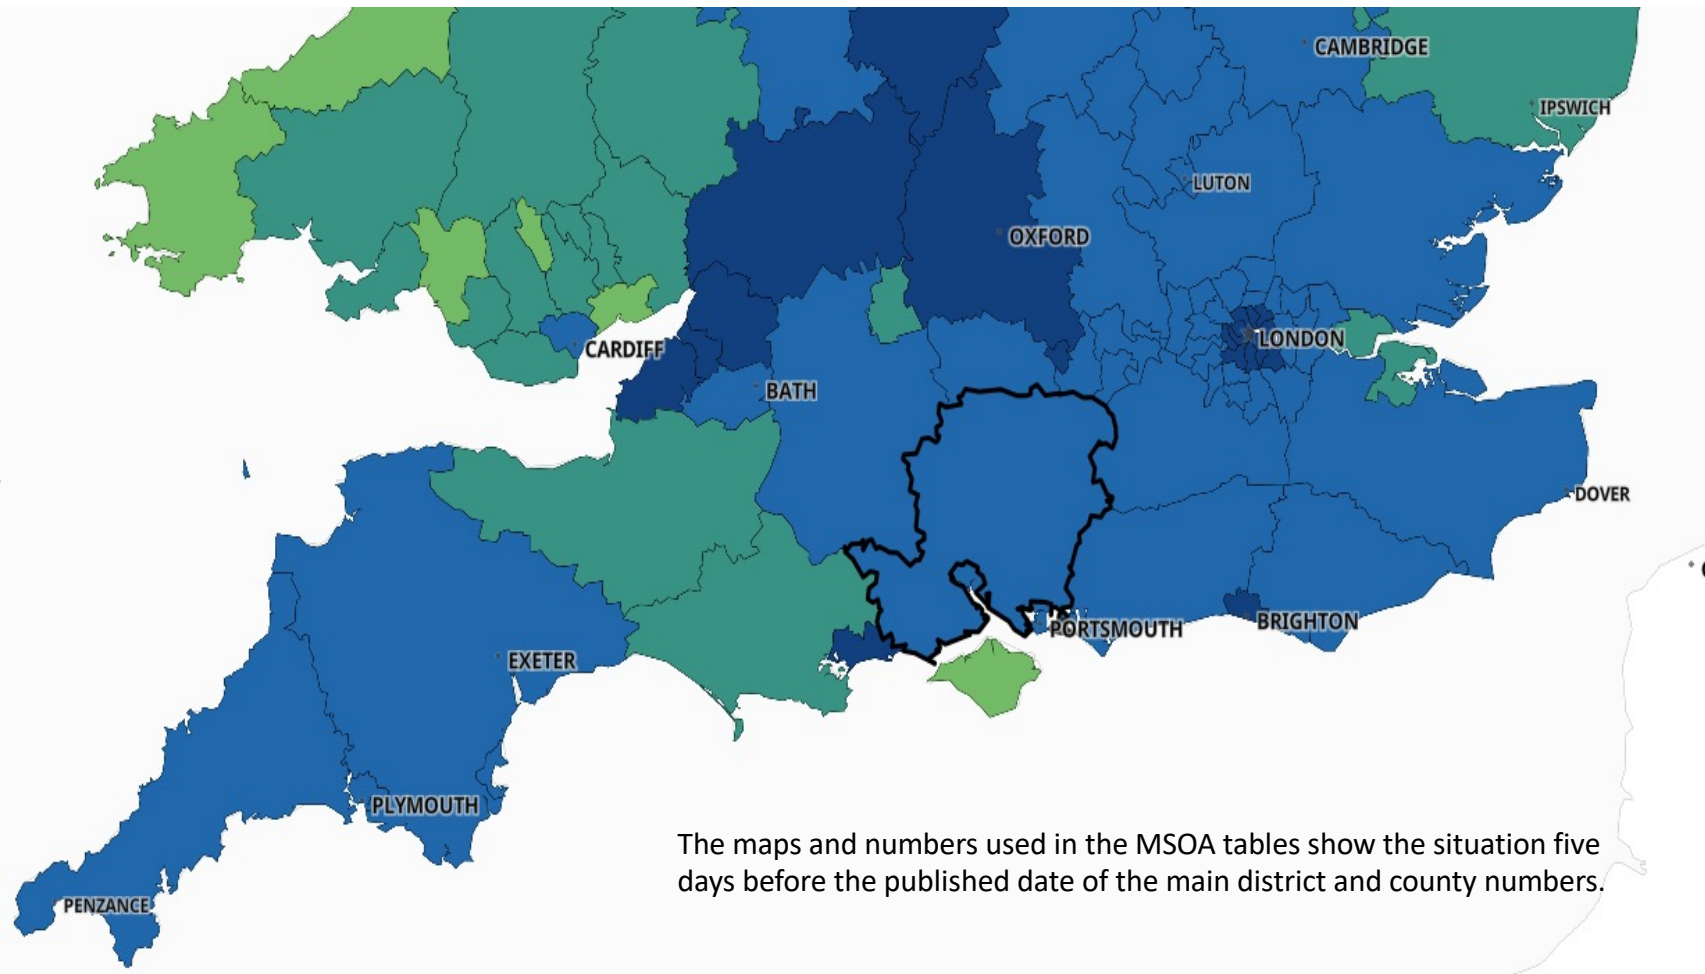 CAMBRIDGE
IPSWICH
LUTON
OXFORD
LONDON
CARDIFF
BATH
DOVER
BRIGHTON
PORTSMOUTH
EXETER
PLYMOUTH
The maps and numbers used in the MSOA tables show the situation five
days before the published date of the main district and county numbers.
PENZANCE